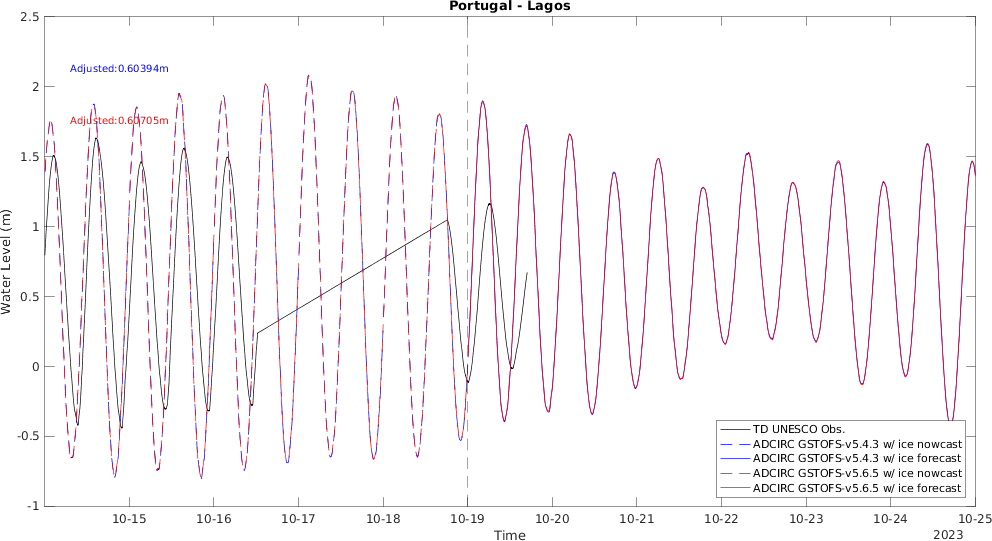 Portugal - Lagos
2.5
2
1.5
1
0.5
0
-0.5
-1
Water Level (m)
Adjusted:0.60394m
Adjusted:0.60705m
TD UNESCO Obs.
ADCIRC GSTOFS-v5.4.3 w/ ice nowcast
ADCIRC GSTOFS-v5.4.3 w/ ice forecast
ADCIRC GSTOFS-v5.6.5 w/ ice nowcast
ADCIRC GSTOFS-v5.6.5 w/ ice forecast
10-15 10-16 10-17 10-18 10-19 10-20 10-21 10-22 10-23 10-24 10-25
Time
2023